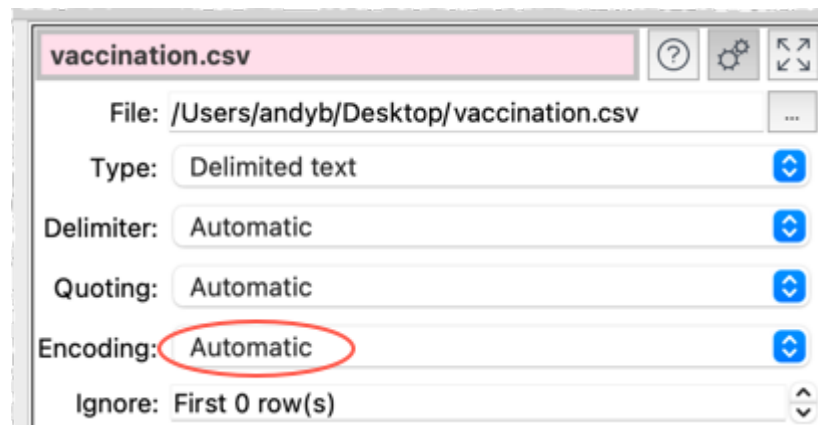 vaccination.csv
File: /Users/andyb/Desktop/vaccination.csv ...
Type: Delimited text
Delimiter: Automatic
Quoting: Automatic
Encoding: Automatic
Ignore: First 0 row(s)